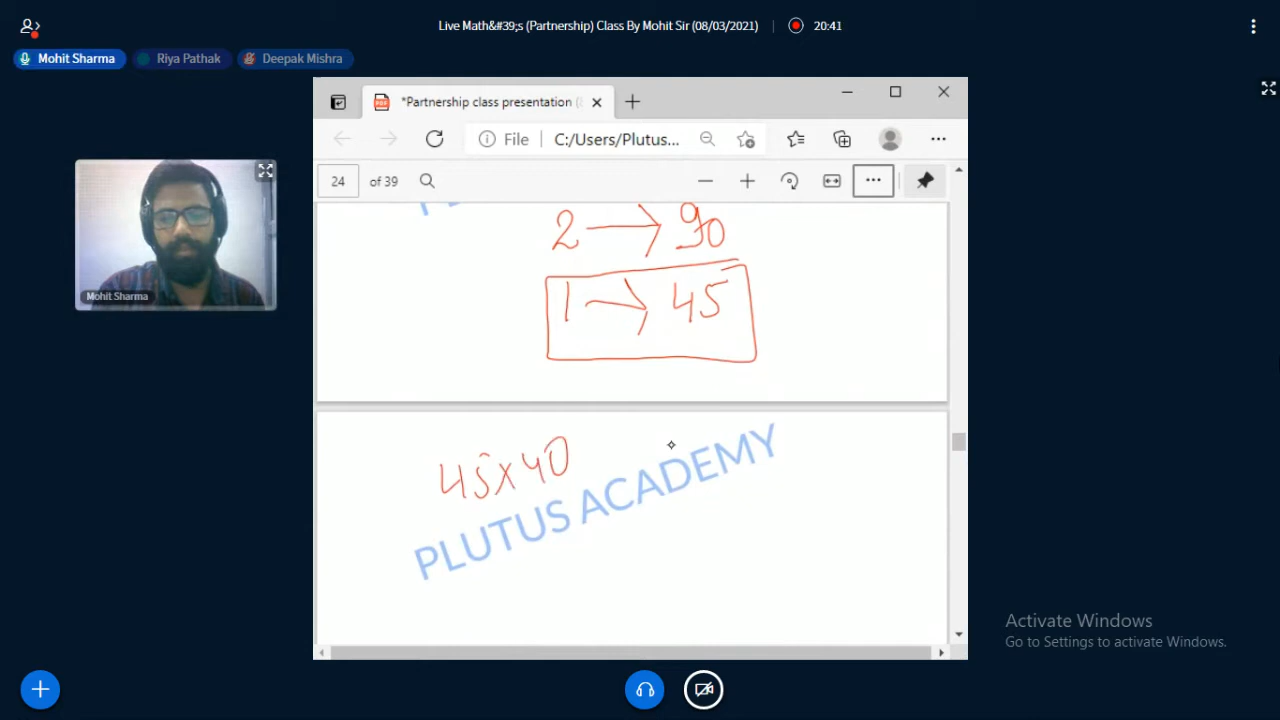 Live Math&#39;s (Partnership) Class By Mohit Sir (08/03/2021)
20:41
Mohit Sharma
Riya Pathak
Deepak Mishra
*Partnership class presentation (
File
C:/Users/Plutus...
24 of 39
2 → 90
1 → 45
Mohit Sharma
45×40
PLUTUS ACADEMY
Activate Windows
Go to Settings to activate Windows.